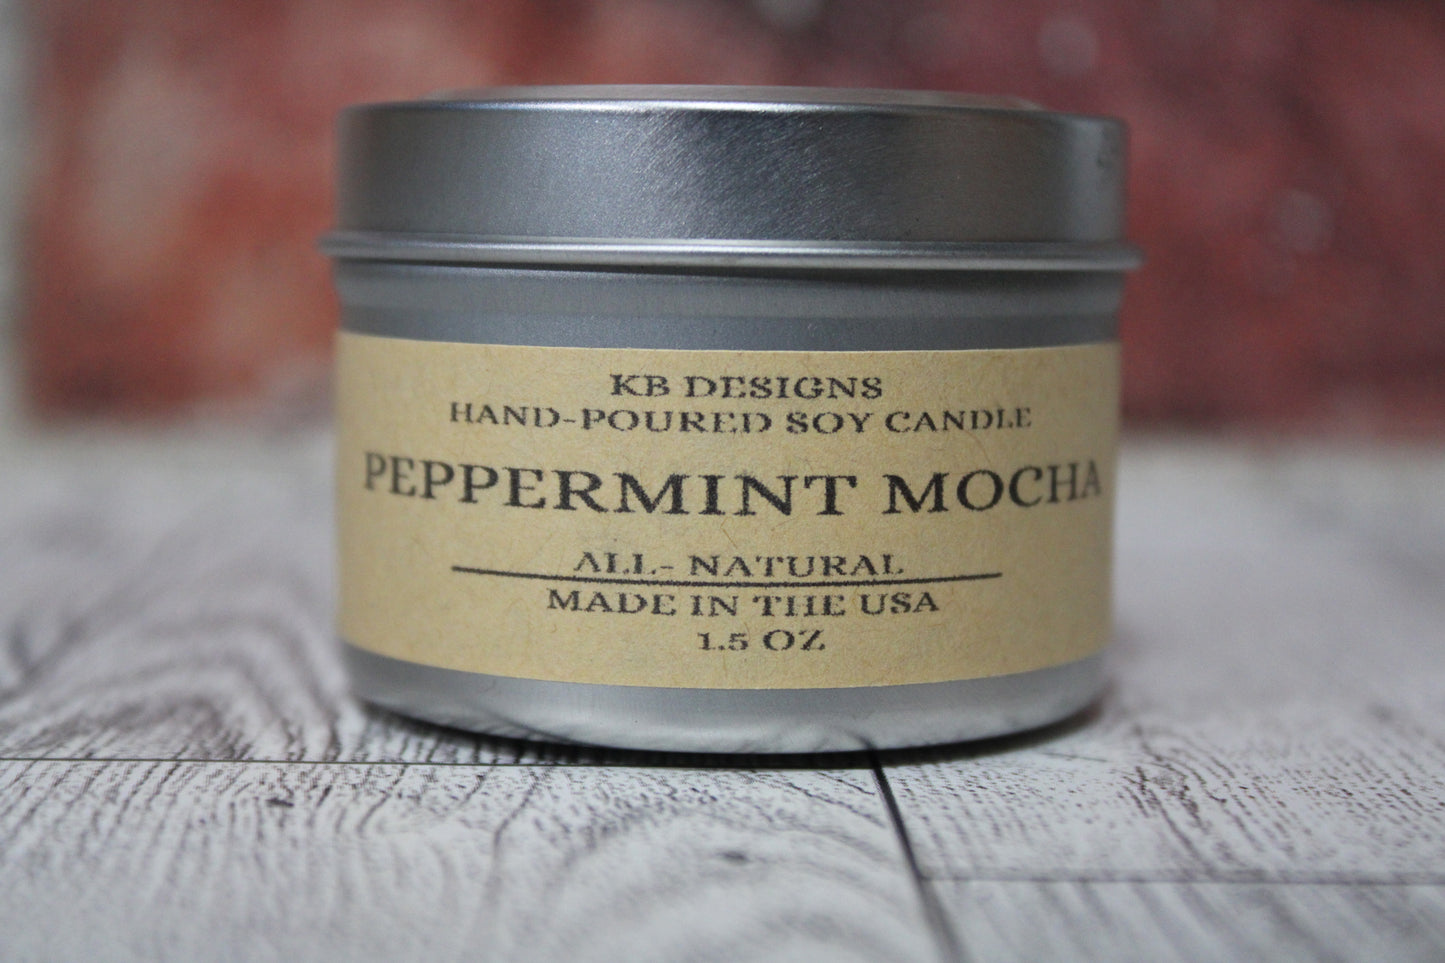 KB DESIGNS
HAND-POURED SOY CANDLE
PEPPERMINT MOCHA
ALL- NATURAL
MADE IN THE USA
1.5 OZ